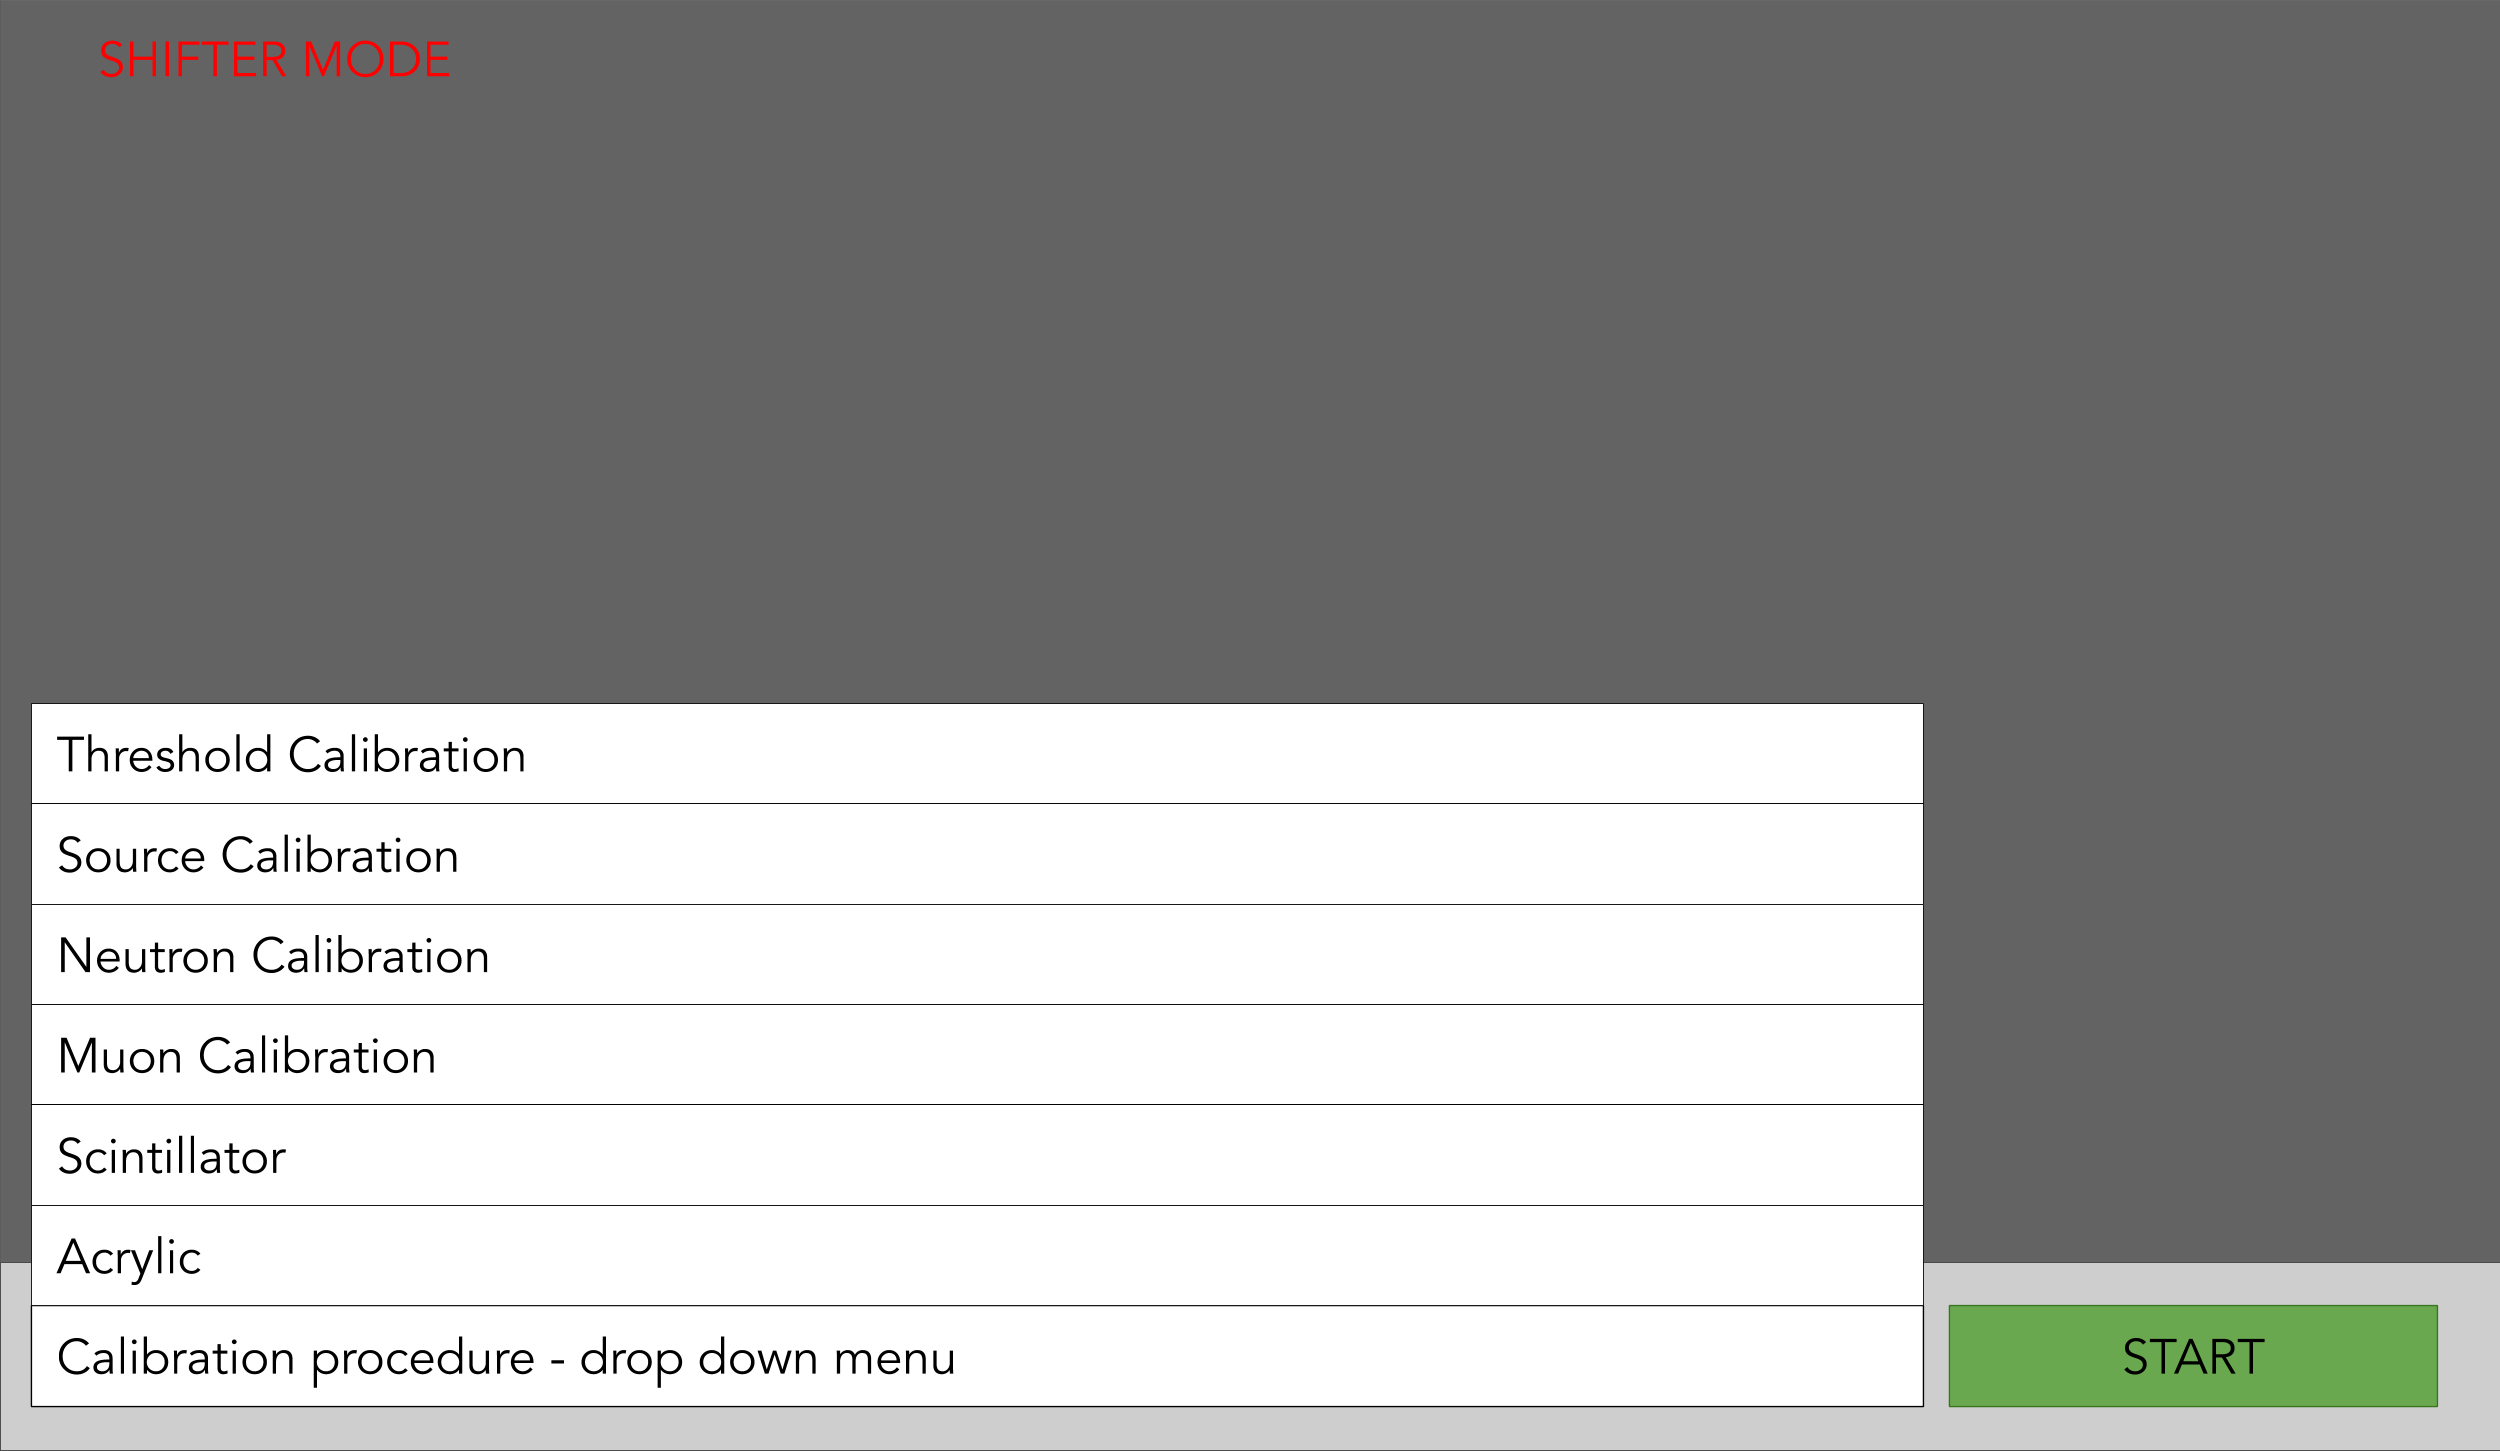 SHIFTER MODE
Threshold Calibration
Source Calibration
Neutron Calibration
Muon Calibration
Scintillator
Acrylic
Calibration procedure - drop down menu
START